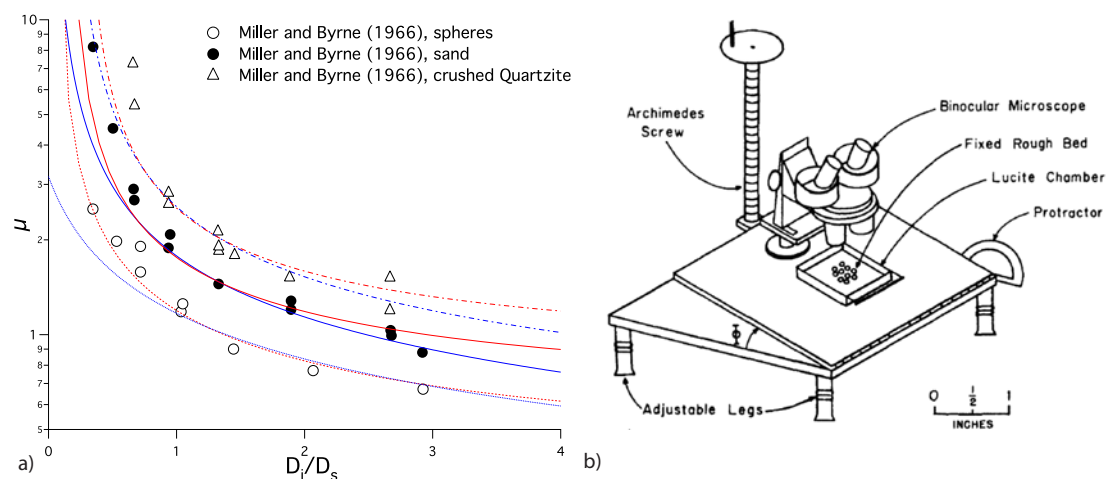 μ
10
9
8
7
6
5
4
3
2
1
9
8
7
6
5
0
1
2
3
4
D_i/D_s
Miller and Byrne (1966), spheres
Miller and Byrne (1966), sand
Miller and Byrne (1966), crushed Quartzite
a)
Archimedes
Screw
Binocular Microscope
Fixed Rough Bed
Lucite Chamber
Protractor
Φ
Adjustable Legs
0 1/2 1
INCHES
b)